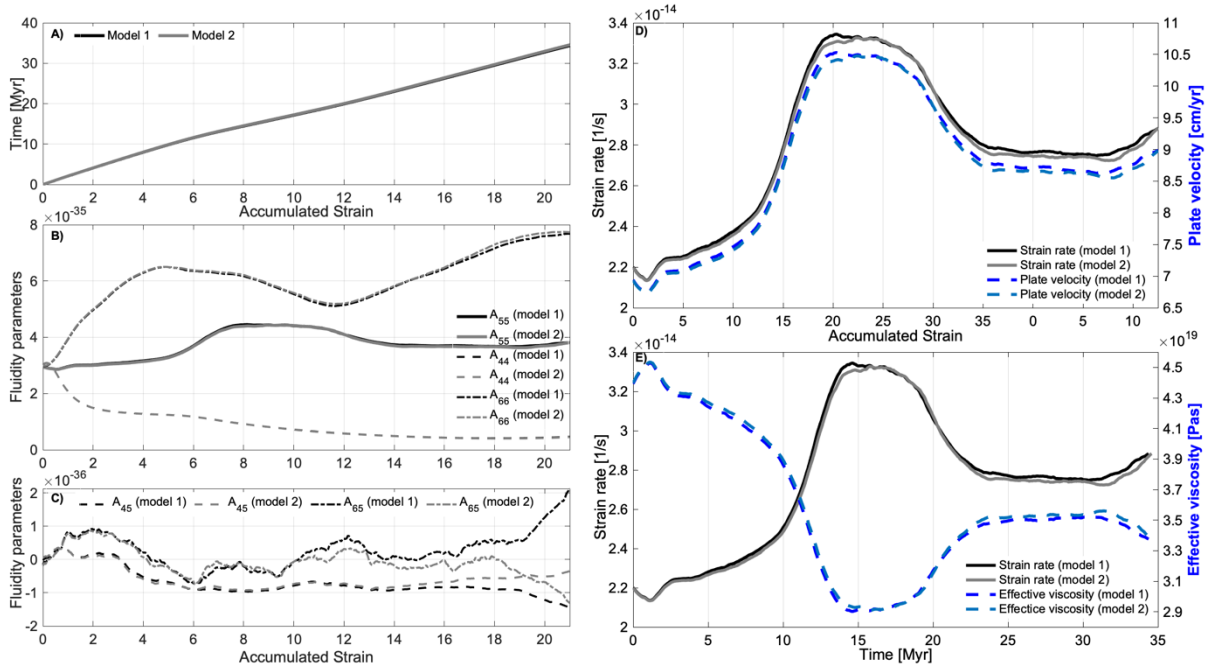 A)
Model 1 Model 2
40
30
20
10
0
Time [Myr]
0 2 4 6 8 10 12 14 16 18 20
Accumulated Strain
×10⁻³⁵
B)
8
6
4
2
0
Fluidity parameters
A₅₅ (model 1)
A₅₅ (model 2)
A₄₄ (model 1)
A₄₄ (model 2)
A₆₆ (model 1)
A₆₆ (model 2)
0 2 4 6 8 10 12 14 16 18 20
Accumulated Strain
×10⁻³⁶
C)
A₄₅ (model 1) A₄₅ (model 2) A₆₅ (model 1) A₆₅ (model 2)
2
1
0
-1
-2
Fluidity parameters
0 2 4 6 8 10 12 14 16 18 20
Accumulated Strain
×10⁻¹⁴
D)
3.4
3.2
3
2.8
2.6
2.4
2.2
2
Strain rate [1/s]
11
10.5
10
9.5
9
8.5
8
7.5
7
6.5
Plate velocity [cm/yr]
Strain rate (model 1)
Strain rate (model 2)
Plate velocity (model 1)
Plate velocity (model 2)
0 5 10 15 20 25 30 0 5 10
Accumulated Strain
×10⁻¹⁴
E)
×10¹⁹
3.4
3.2
3
2.8
2.6
2.4
2.2
2
Strain rate [1/s]
4.5
4.3
4.1
3.9
3.7
3.5
3.3
3.1
2.9
Effective viscosity [Pas]
Strain rate (model 1)
Strain rate (model 2)
Effective viscosity (model 1)
Effective viscosity (model 2)
0 5 10 15 20 25 30 35
Time [Myr]